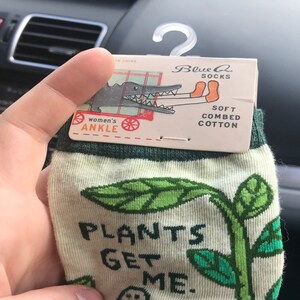 Blue Q
SOCKS
SOFT
COMBED
COTTON
women's
ANKLE
PLANTS
GET
ME.